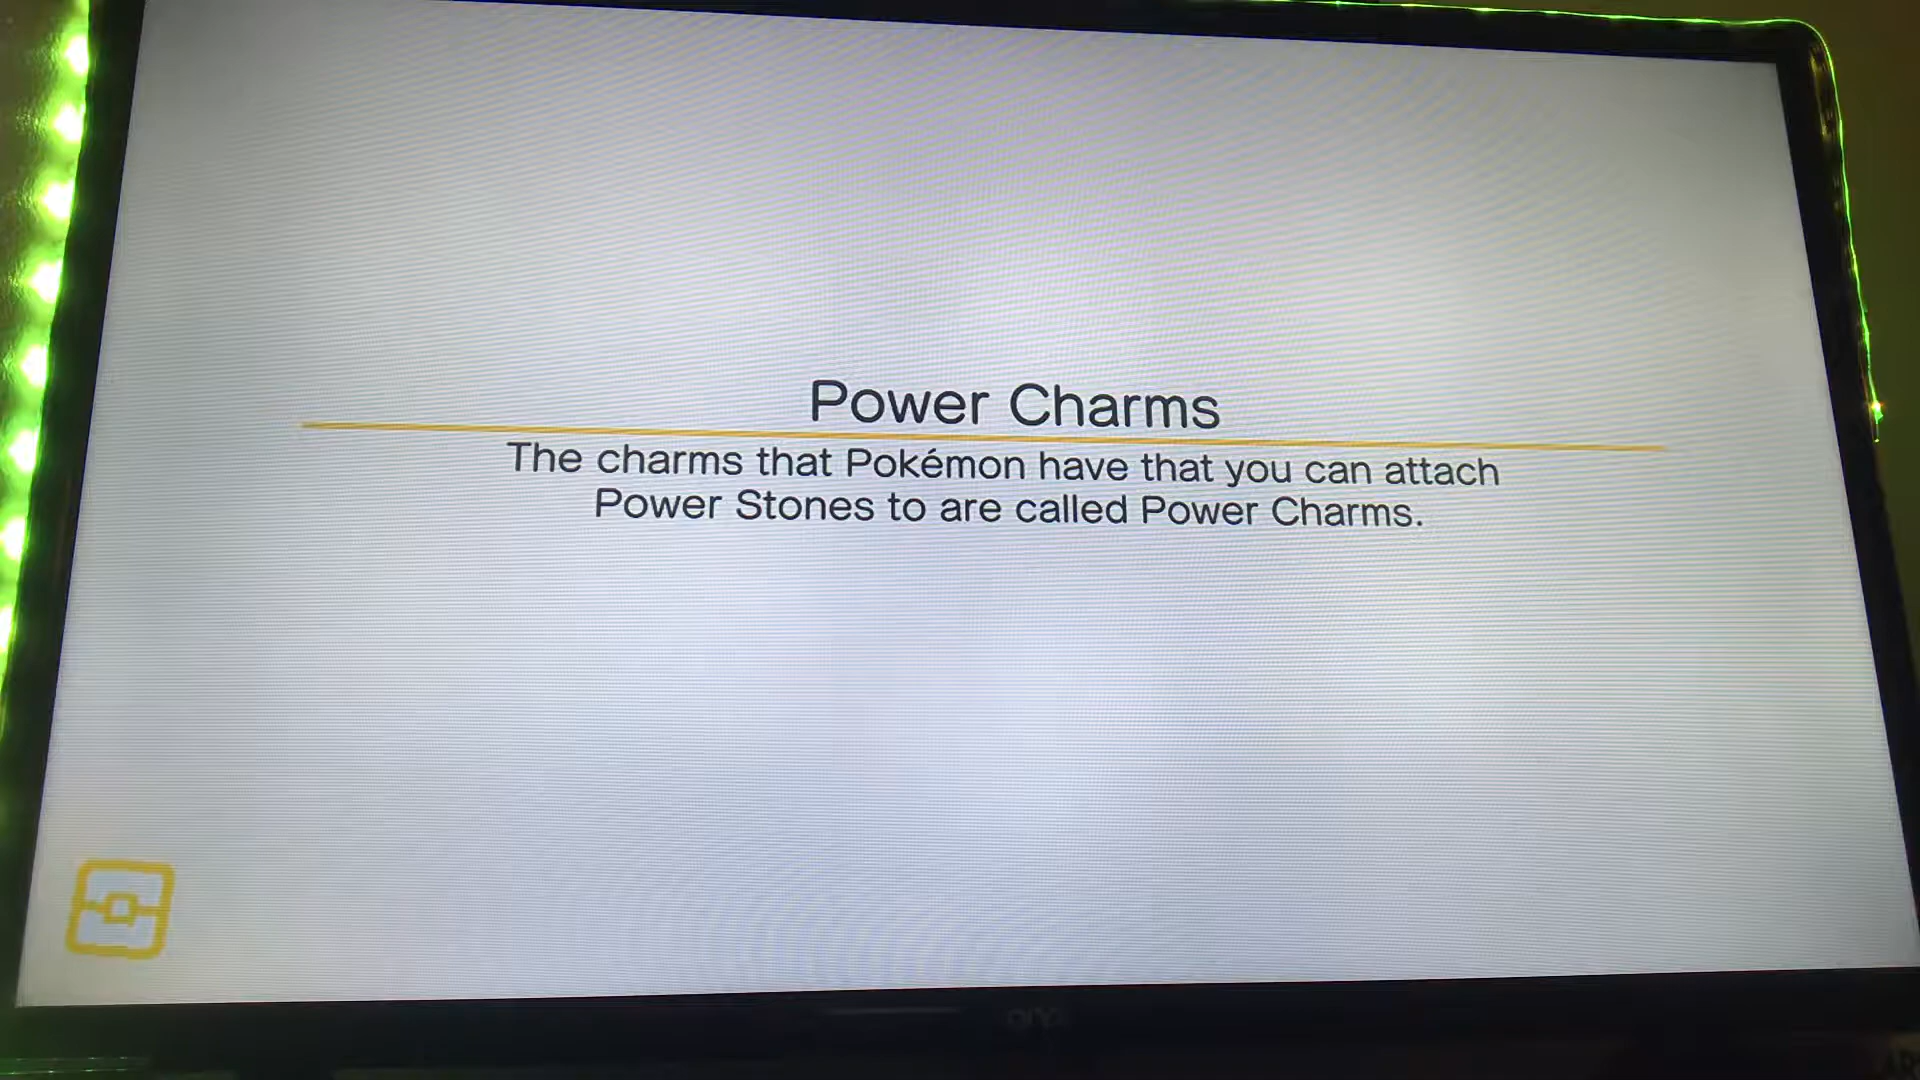 Power Charms
The charms that Pokémon have that you can attach
Power Stones to are called Power Charms.